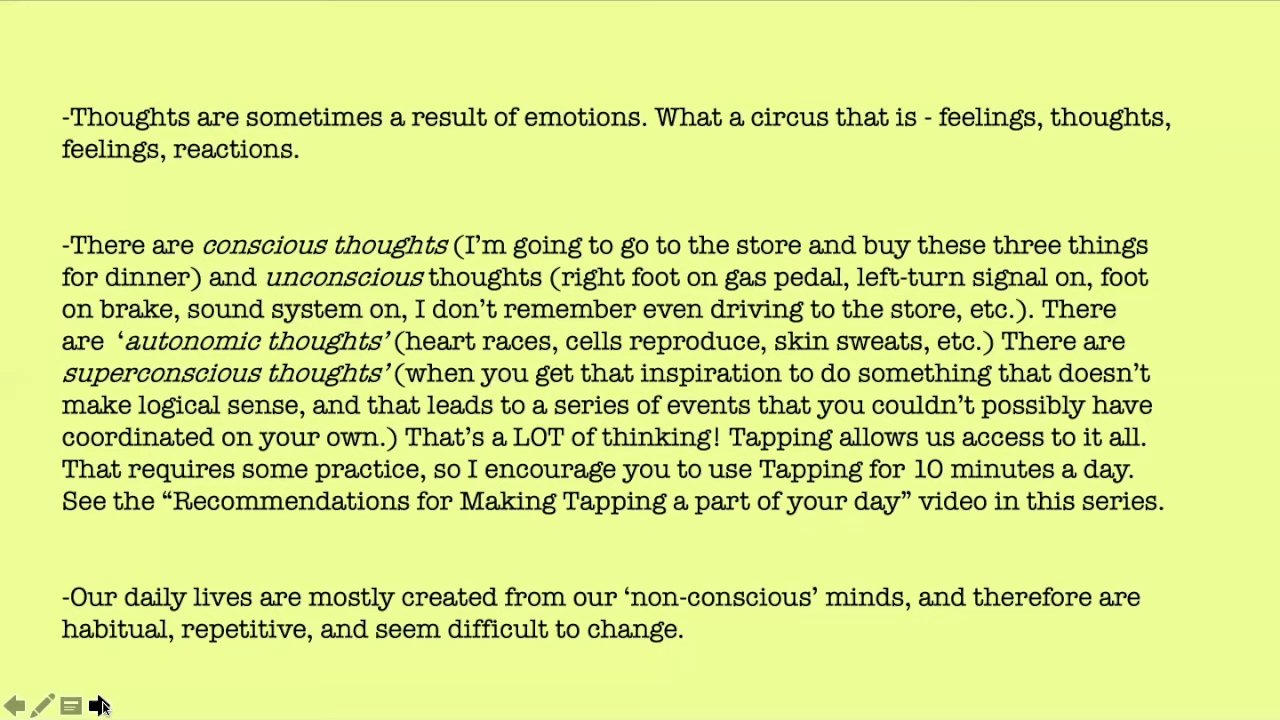 -Thoughts are sometimes a result of emotions. What a circus that is - feelings, thoughts,
feelings, reactions.
-There are conscious thoughts (I’m going to go to the store and buy these three things
for dinner) and unconscious thoughts (right foot on gas pedal, left-turn signal on, foot
on brake, sound system on, I don’t remember even driving to the store, etc.). There
are ‘autonomic thoughts’ (heart races, cells reproduce, skin sweats, etc.) There are
superconscious thoughts’ (when you get that inspiration to do something that doesn’t
make logical sense, and that leads to a series of events that you couldn’t possibly have
coordinated on your own.) That’s a LOT of thinking! Tapping allows us access to it all.
That requires some practice, so I encourage you to use Tapping for 10 minutes a day.
See the “Recommendations for Making Tapping a part of your day” video in this series.
-Our daily lives are mostly created from our ‘non-conscious’ minds, and therefore are
habitual, repetitive, and seem difficult to change.